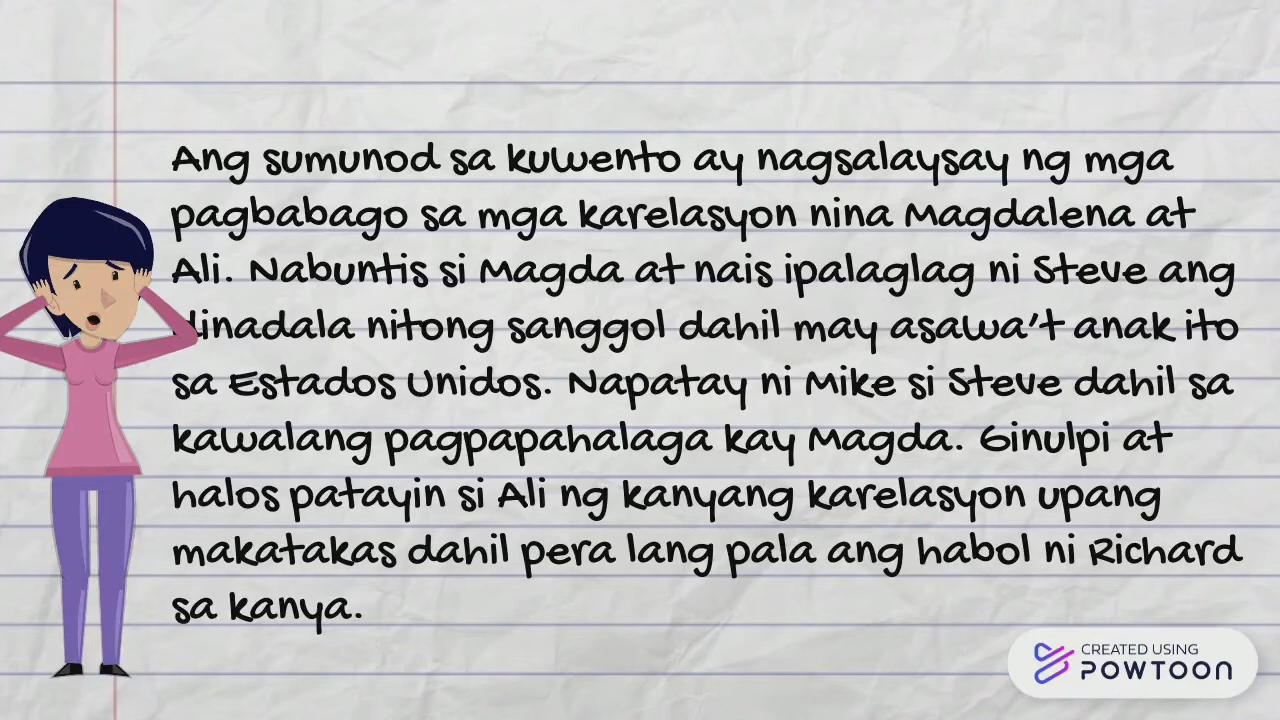 Ang sumunod sa kuwento ay nagsalaysay ng mga
pagbabago sa mga karelasyon nina Magdalena at
Ali. Nabuntis si Magda at nais ipalaglag ni Steve ang
dinadala nitong sanggol dahil may asawa't anak ito
sa Estados Unidos. Napatay ni Mike si Steve dahil sa
kawalang pagpapahalaga kay Magda. Ginulpi at
halos patayin si Ali ng kanyang karelasyon upang
makatakas dahil pera lang pala ang habol ni Richard
sa kanya.
CREATED USING
POWTOON